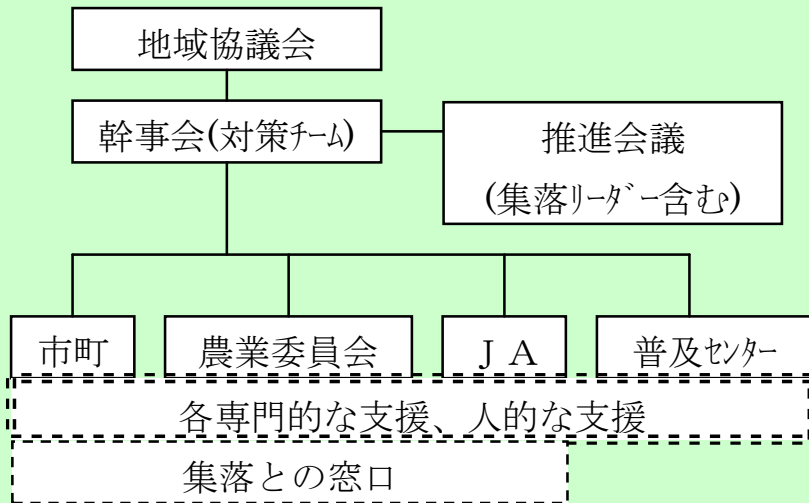 地域協議会
幹事会(対策ﾁｰﾑ)
推進会議
(集落ﾘｰﾀﾞｰ含む)
市町
農業委員会
ＪＡ
普及ｾﾝﾀｰ
各専門的な支援、人的な支援
集落との窓口